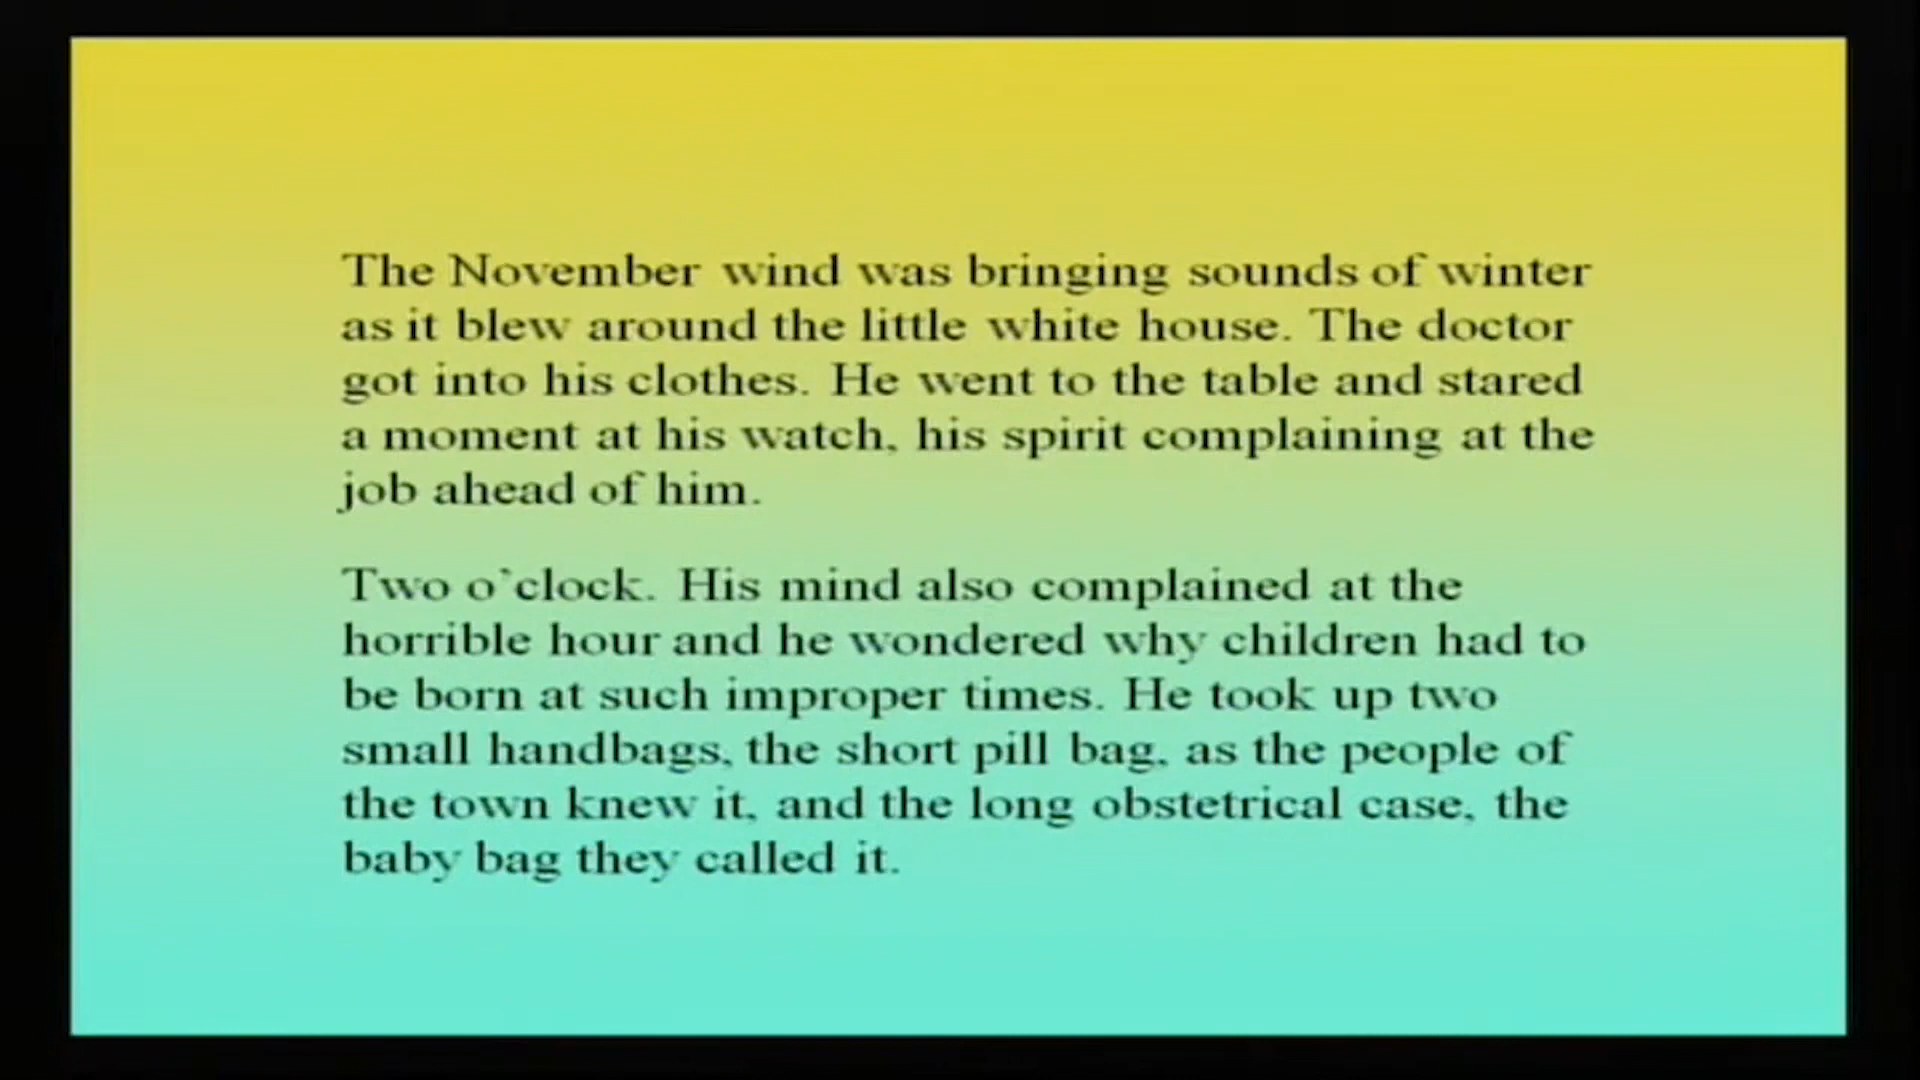 The November wind was bringing sounds of winter
as it blew around the little white house. The doctor
got into his clothes. He went to the table and stared
a moment at his watch, his spirit complaining at the
job ahead of him.
Two o'clock. His mind also complained at the
horrible hour and he wondered why children had to
be born at such improper times. He took up two
small handbags, the short pill bag, as the people of
the town knew it, and the long obstetrical case, the
baby bag they called it.